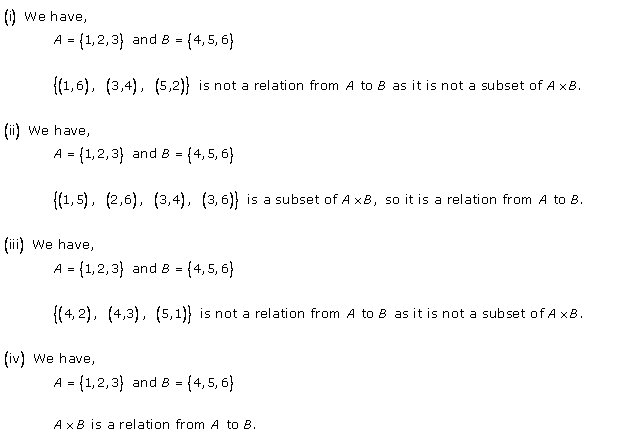 (i) We have,
A = {1,2,3} and B = {4,5,6}
{(1,6), (3,4), (5,2)} is not a relation from A to B as it is not a subset of A×B.
(ii) We have,
A = {1,2,3} and B = {4,5,6}
{(1,5), (2,6), (3,4), (3,6)} is a subset of A×B, so it is a relation from A to B.
(iii) We have,
A = {1,2,3} and B = {4,5,6}
{(4,2), (4,3), (5,1)} is not a relation from A to B as it is not a subset of A×B.
(iv) We have,
A = {1,2,3} and B = {4,5,6}
A×B is a relation from A to B.